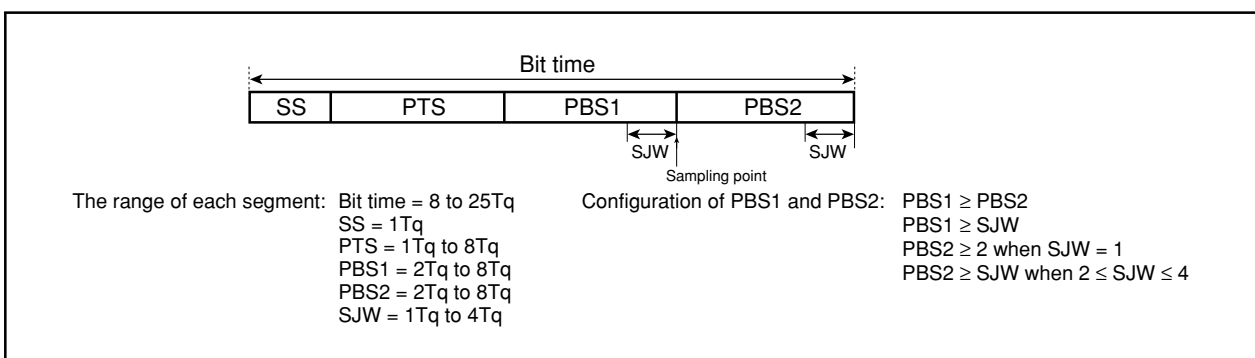 Bit time
SS PTS PBS1 PBS2
SJW SJW
Sampling point
The range of each segment: Bit time = 8 to 25Tq
SS = 1Tq
PTS = 1Tq to 8Tq
PBS1 = 2Tq to 8Tq
PBS2 = 2Tq to 8Tq
SJW = 1Tq to 4Tq
Configuration of PBS1 and PBS2: PBS1 ≥ PBS2
PBS1 ≥ SJW
PBS2 ≥ 2 when SJW = 1
PBS2 ≥ SJW when 2 ≤ SJW ≤ 4